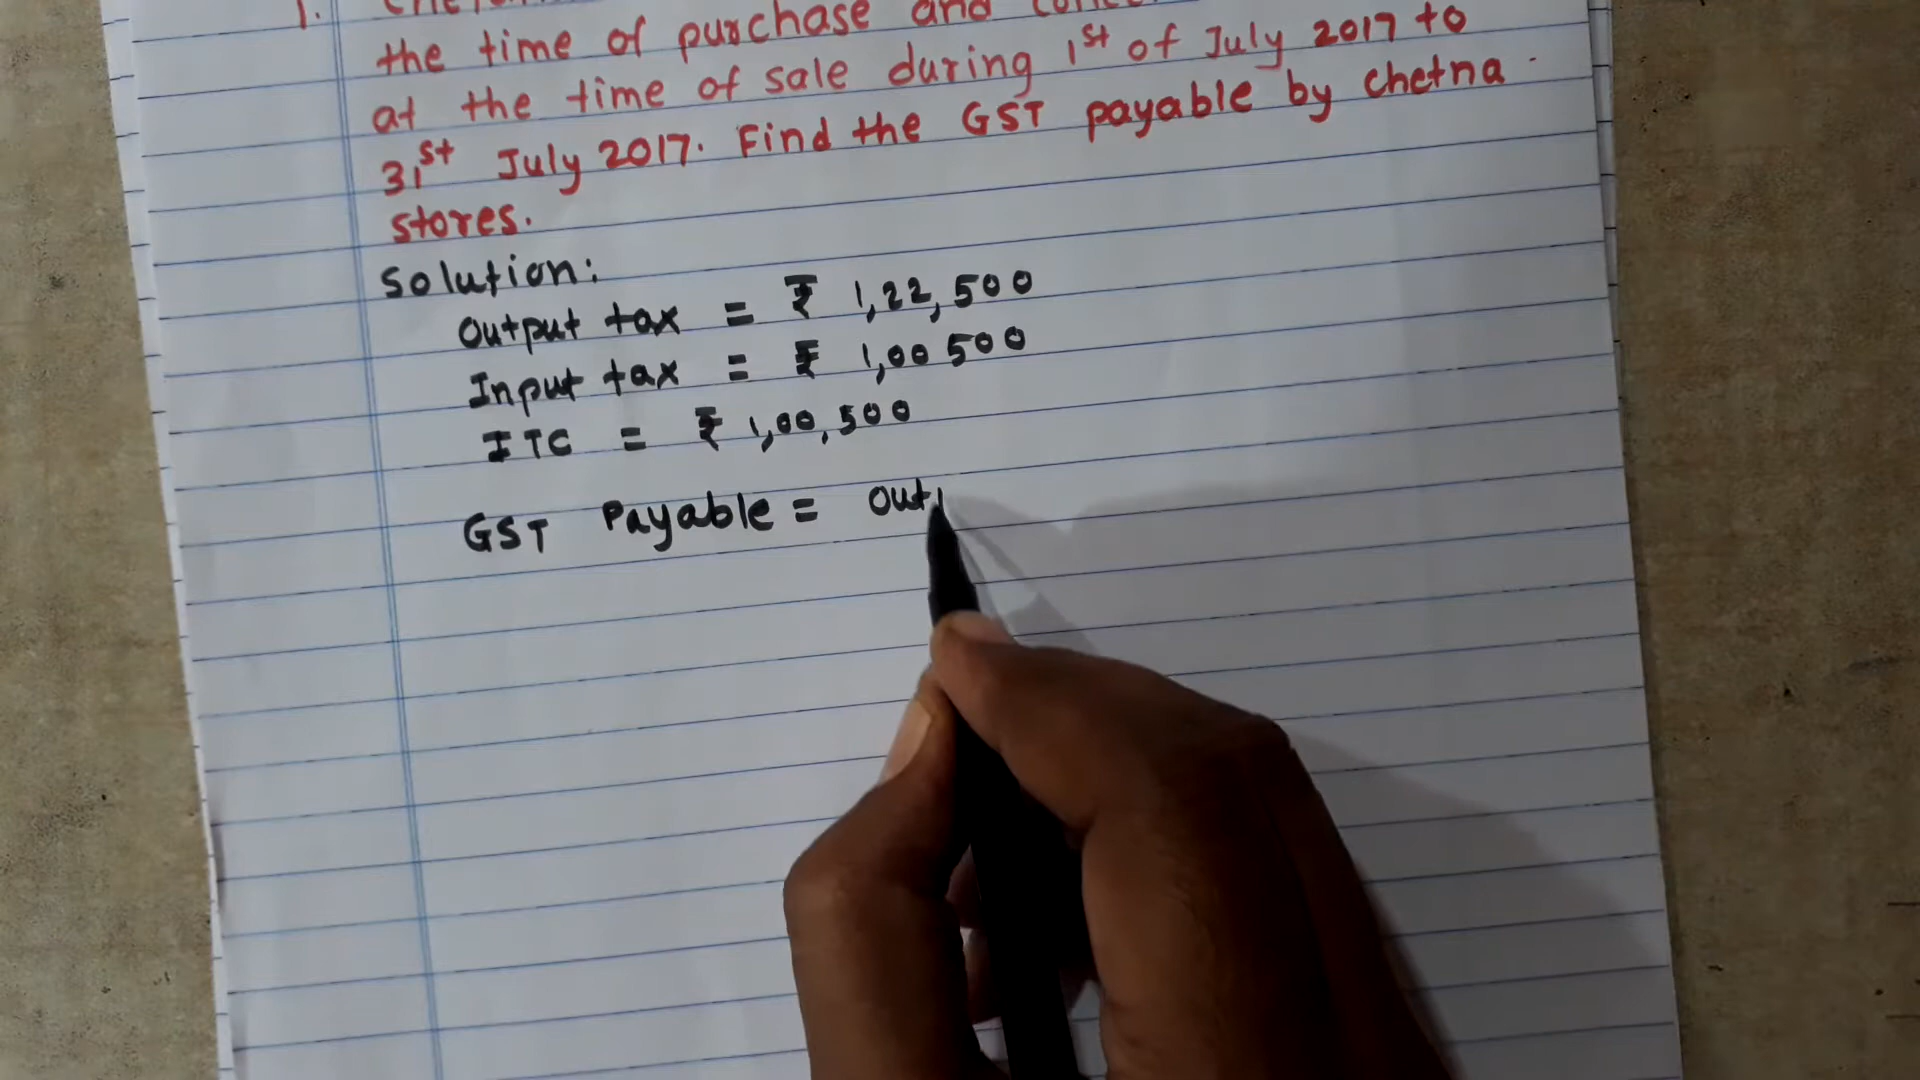 1.
the time of purchase and
at the time of sale during 1st of July 2017 to
31st July 2017. Find the GST payable by chetna
stores.
Solution:
Output tax = ₹ 1,22,500
Input tax = ₹ 1,00 500
ITC = ₹ 1,00,500
GST Payable = Out